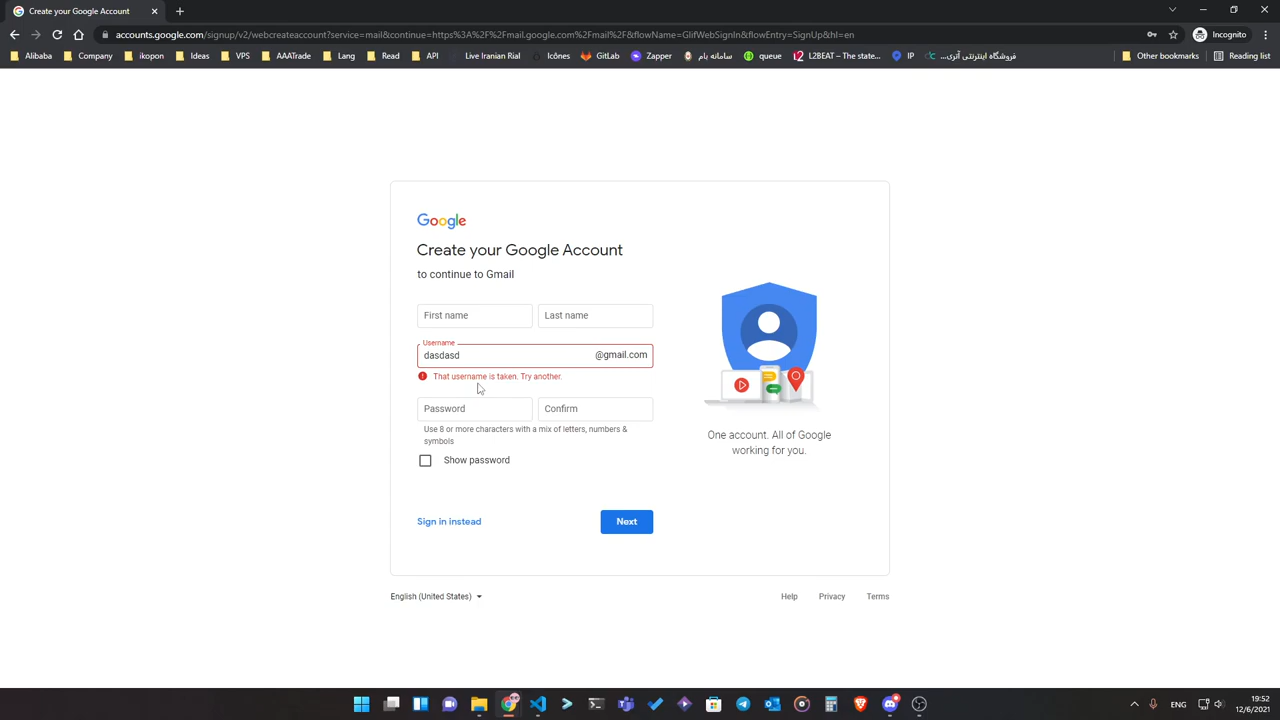 Create your Google Account
accounts.google.com/signup/v2/webcreateaccount?service=mail&continue=https%3A%2F%2Fmail.google.com%2Fmail%2F&flowName=GlifWebSignIn&flowEntry=SignUp&hl=en
Incognito
Alibaba Company ikopon Ideas VPS AAATrade Lang Read API Live Iranian Rial Icônes GitLab Zapper سامانه بام queue L2BEAT – The state... IP فروشگاه اینترنتی آنزی... Other bookmarks Reading list
Google
Create your Google Account
to continue to Gmail
First name Last name
Username
dasdasd @gmail.com
That username is taken. Try another.
Password Confirm
Use 8 or more characters with a mix of letters, numbers &
symbols
Show password
Sign in instead Next
One account. All of Google
working for you.
English (United States) Help Privacy Terms
ENG 19:52
12/6/2021